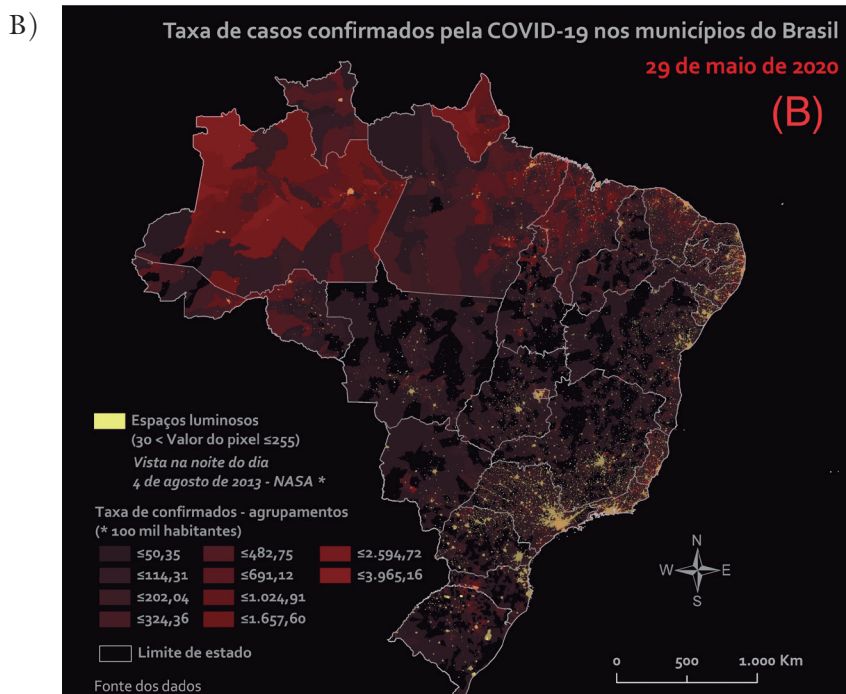 B)
Taxa de casos confirmados pela COVID-19 nos municípios do Brasil
29 de maio de 2020
(B)
Espaços luminosos
(30 < Valor do pixel ≤255)
Vista na noite do dia
4 de agosto de 2013 - NASA *
Taxa de confirmados - agrupamentos
(* 100 mil habitantes)
≤50,35 ≤482,75 ≤2.594,72
≤114,31 ≤691,12 ≤3.965,16
≤202,04 ≤1.024,91
≤324,36 ≤1.657,60
Limite de estado
Fonte dos dados
N
W E
S
0 500 1.000 Km